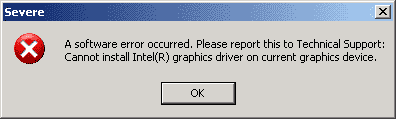 Severe
A software error occurred. Please report this to Technical Support:
Cannot install Intel(R) graphics driver on current graphics device.
OK